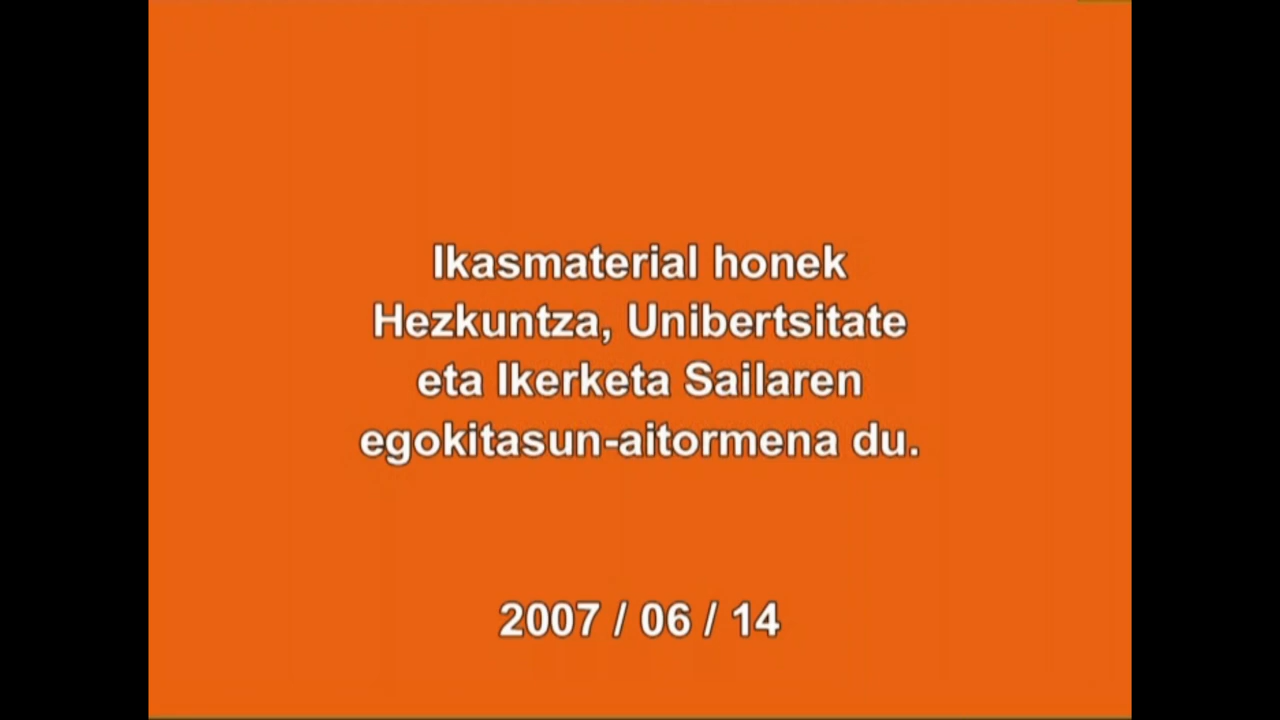 Ikasmaterial honek
Hezkuntza, Unibertsitate
eta Ikerketa Sailaren
egokitasun-aitormena du.
2007 / 06 / 14